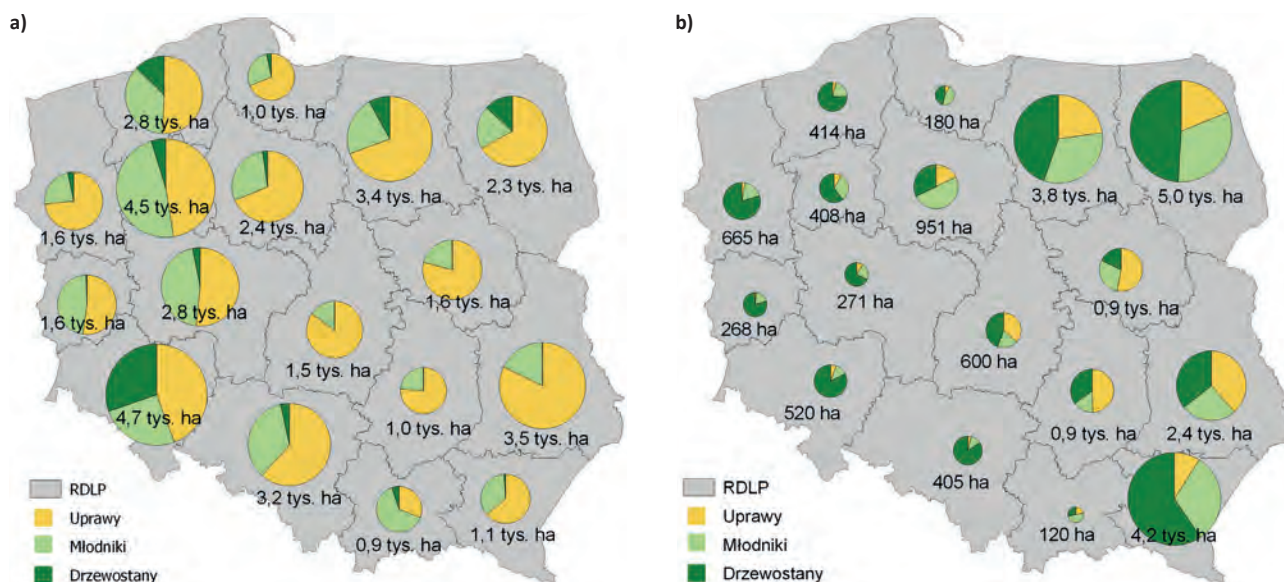 a)
1,0 tys. ha
2,8 tys. ha
3,4 tys. ha
2,3 tys. ha
4,5 tys. ha
2,4 tys. ha
1,6 tys. ha
1,6 tys. ha
2,8 tys. ha
1,6 tys. ha
1,5 tys. ha
4,7 tys. ha
1,0 tys. ha
3,5 tys. ha
3,2 tys. ha
0,9 tys. ha
1,1 tys. ha
RDLP
Uprawy
Młodniki
Drzewostany
b)
414 ha
180 ha
3,8 tys. ha
5,0 tys. ha
665 ha
408 ha
951 ha
271 ha
0,9 tys. ha
268 ha
600 ha
520 ha
0,9 tys. ha
2,4 tys. ha
405 ha
120 ha
4,2 tys. ha
RDLP
Uprawy
Młodniki
Drzewostany